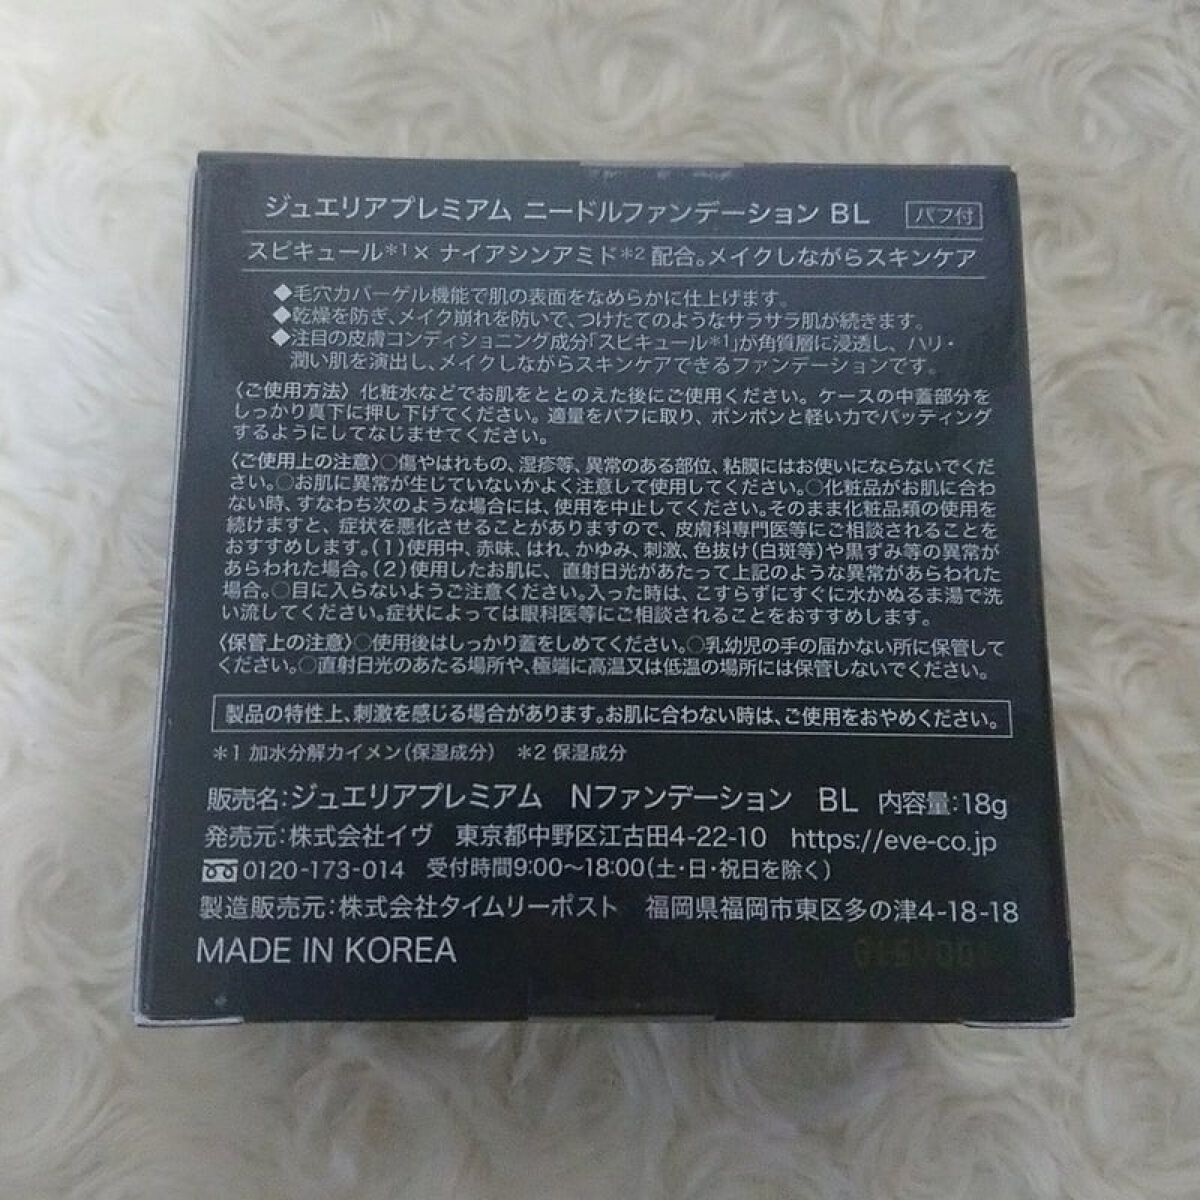 ジュエリアプレミアム ニードルファンデーション BL パフ付
スピキュール*1× ナイアシンアミド*2 配合。メイクしながらスキンケア
◆毛穴カバーゲル機能で肌の表面をなめらかに仕上げます。
◆乾燥を防ぎ、メイク崩れを防いで、つけたてのようなサラサラ肌が続きます。
◆注目の皮膚コンディショニング成分「スピキュール*1」が角質層に浸透し、ハリ・
潤い肌を演出し、メイクしながらスキンケアできるファンデーションです。
〈ご使用方法〉化粧水などでお肌をととのえた後にご使用ください。ケースの中蓋部分を
しっかり真下に押し下げてください。適量をパフに取り、ポンポンと軽い力でパッティング
するようにしてなじませてください。
〈ご使用上の注意〉○傷やはれもの、湿疹等、異常のある部位、粘膜にはお使いにならないでくだ
さい。○お肌に異常が生じていないかよく注意して使用してください。○化粧品がお肌に合わ
ない時、すなわち次のような場合には、使用を中止してください。そのまま化粧品類の使用を
続けますと、症状を悪化させることがありますので、皮膚科専門医等にご相談されることを
おすすめします。(1)使用中、赤味、はれ、かゆみ、刺激、色抜け(白斑等)や黒ずみ等の異常が
あらわれた場合。(2)使用したお肌に、直射日光があたって上記のような異常があらわれた
場合。○目に入らないようご注意ください。入った時は、こすらずにすぐに水かぬるま湯で洗
い流してください。症状によっては眼科医等にご相談されることをおすすめします。
〈保管上の注意〉○使用後はしっかり蓋をしめてください。○乳幼児の手の届かない所に保管して
ください。○直射日光のあたる場所や、極端に高温又は低温の場所には保管しないでください。
製品の特性上、刺激を感じる場合があります。お肌に合わない時は、ご使用をおやめください。
*1 加水分解カイメン(保湿成分) *2 保湿成分
販売名:ジュエリアプレミアム Nファンデーション BL 内容量:18g
発売元:株式会社イヴ 東京都中野区江古田4-22-10 https://eve-co.jp
0120-173-014 受付時間9:00〜18:00(土・日・祝日を除く)
製造販売元:株式会社タイムリーポスト 福岡県福岡市東区多の津4-18-18
MADE IN KOREA